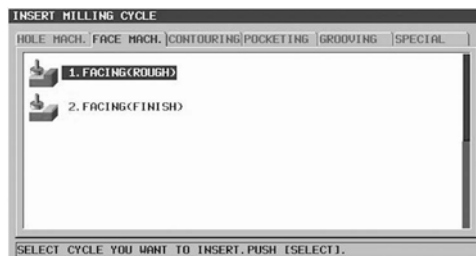 INSERT MILLING CYCLE
HOLE MACH. FACE MACH. CONTOURING POCKETING GROOVING SPECIAL
1.FACING(ROUGH)
2.FACING(FINISH)
SELECT CYCLE YOU WANT TO INSERT.PUSH [SELECT].